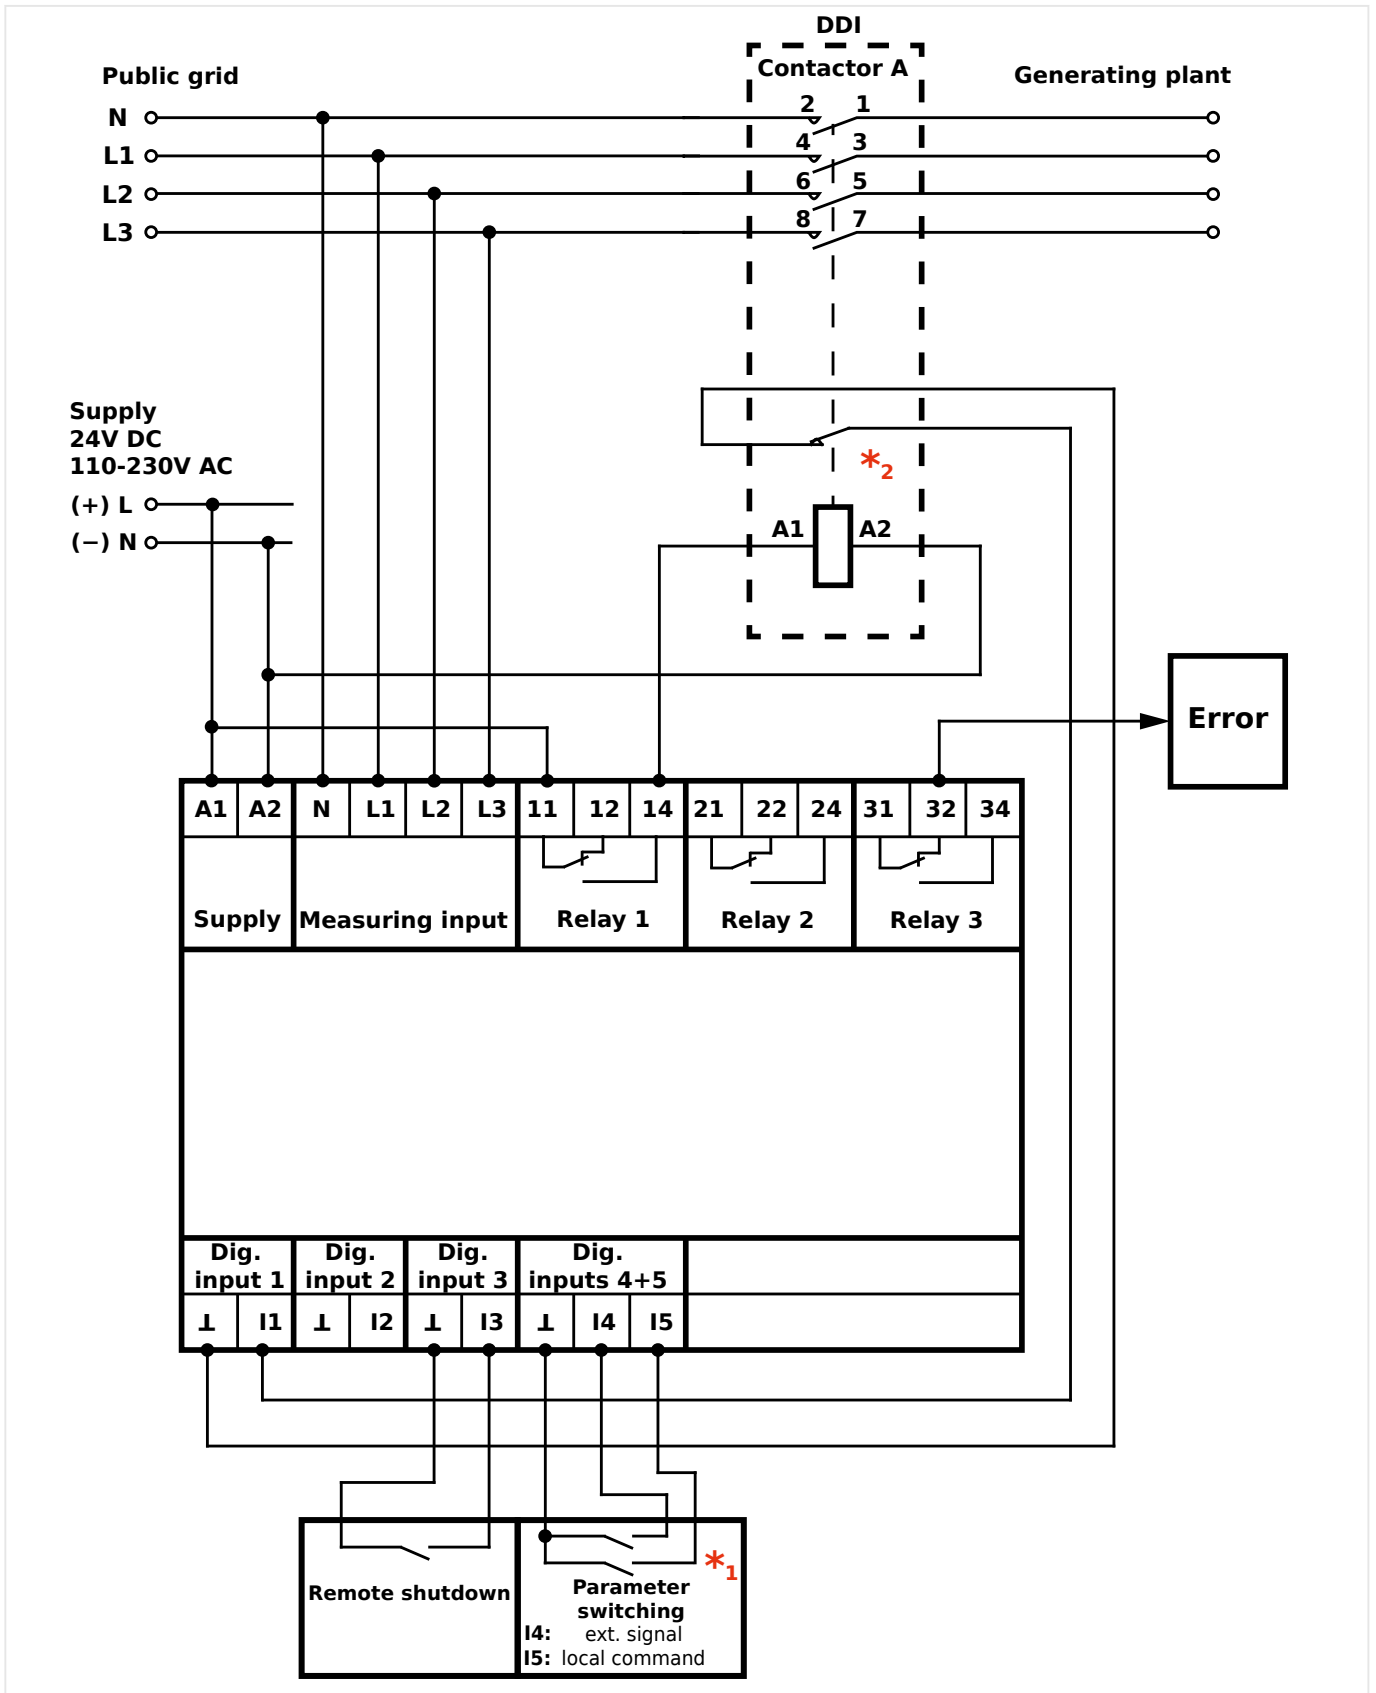 DDI
Contactor A
Public grid
Generating plant
N
2 1
L1
4 3
L2
6 5
L3
8 7
Supply
24V DC
110-230V AC
(+) L
(−) N
*2
A1 A2
Error
A1 A2 N L1 L2 L3 11 12 14 21 22 24 31 32 34
Supply Measuring input Relay 1 Relay 2 Relay 3
Dig. Dig. Dig. Dig.
input 1 input 2 input 3 inputs 4+5
⊥ I1 ⊥ I2 ⊥ I3 ⊥ I4 I5
*1
Remote shutdown
Parameter
switching
I4: ext. signal
I5: local command